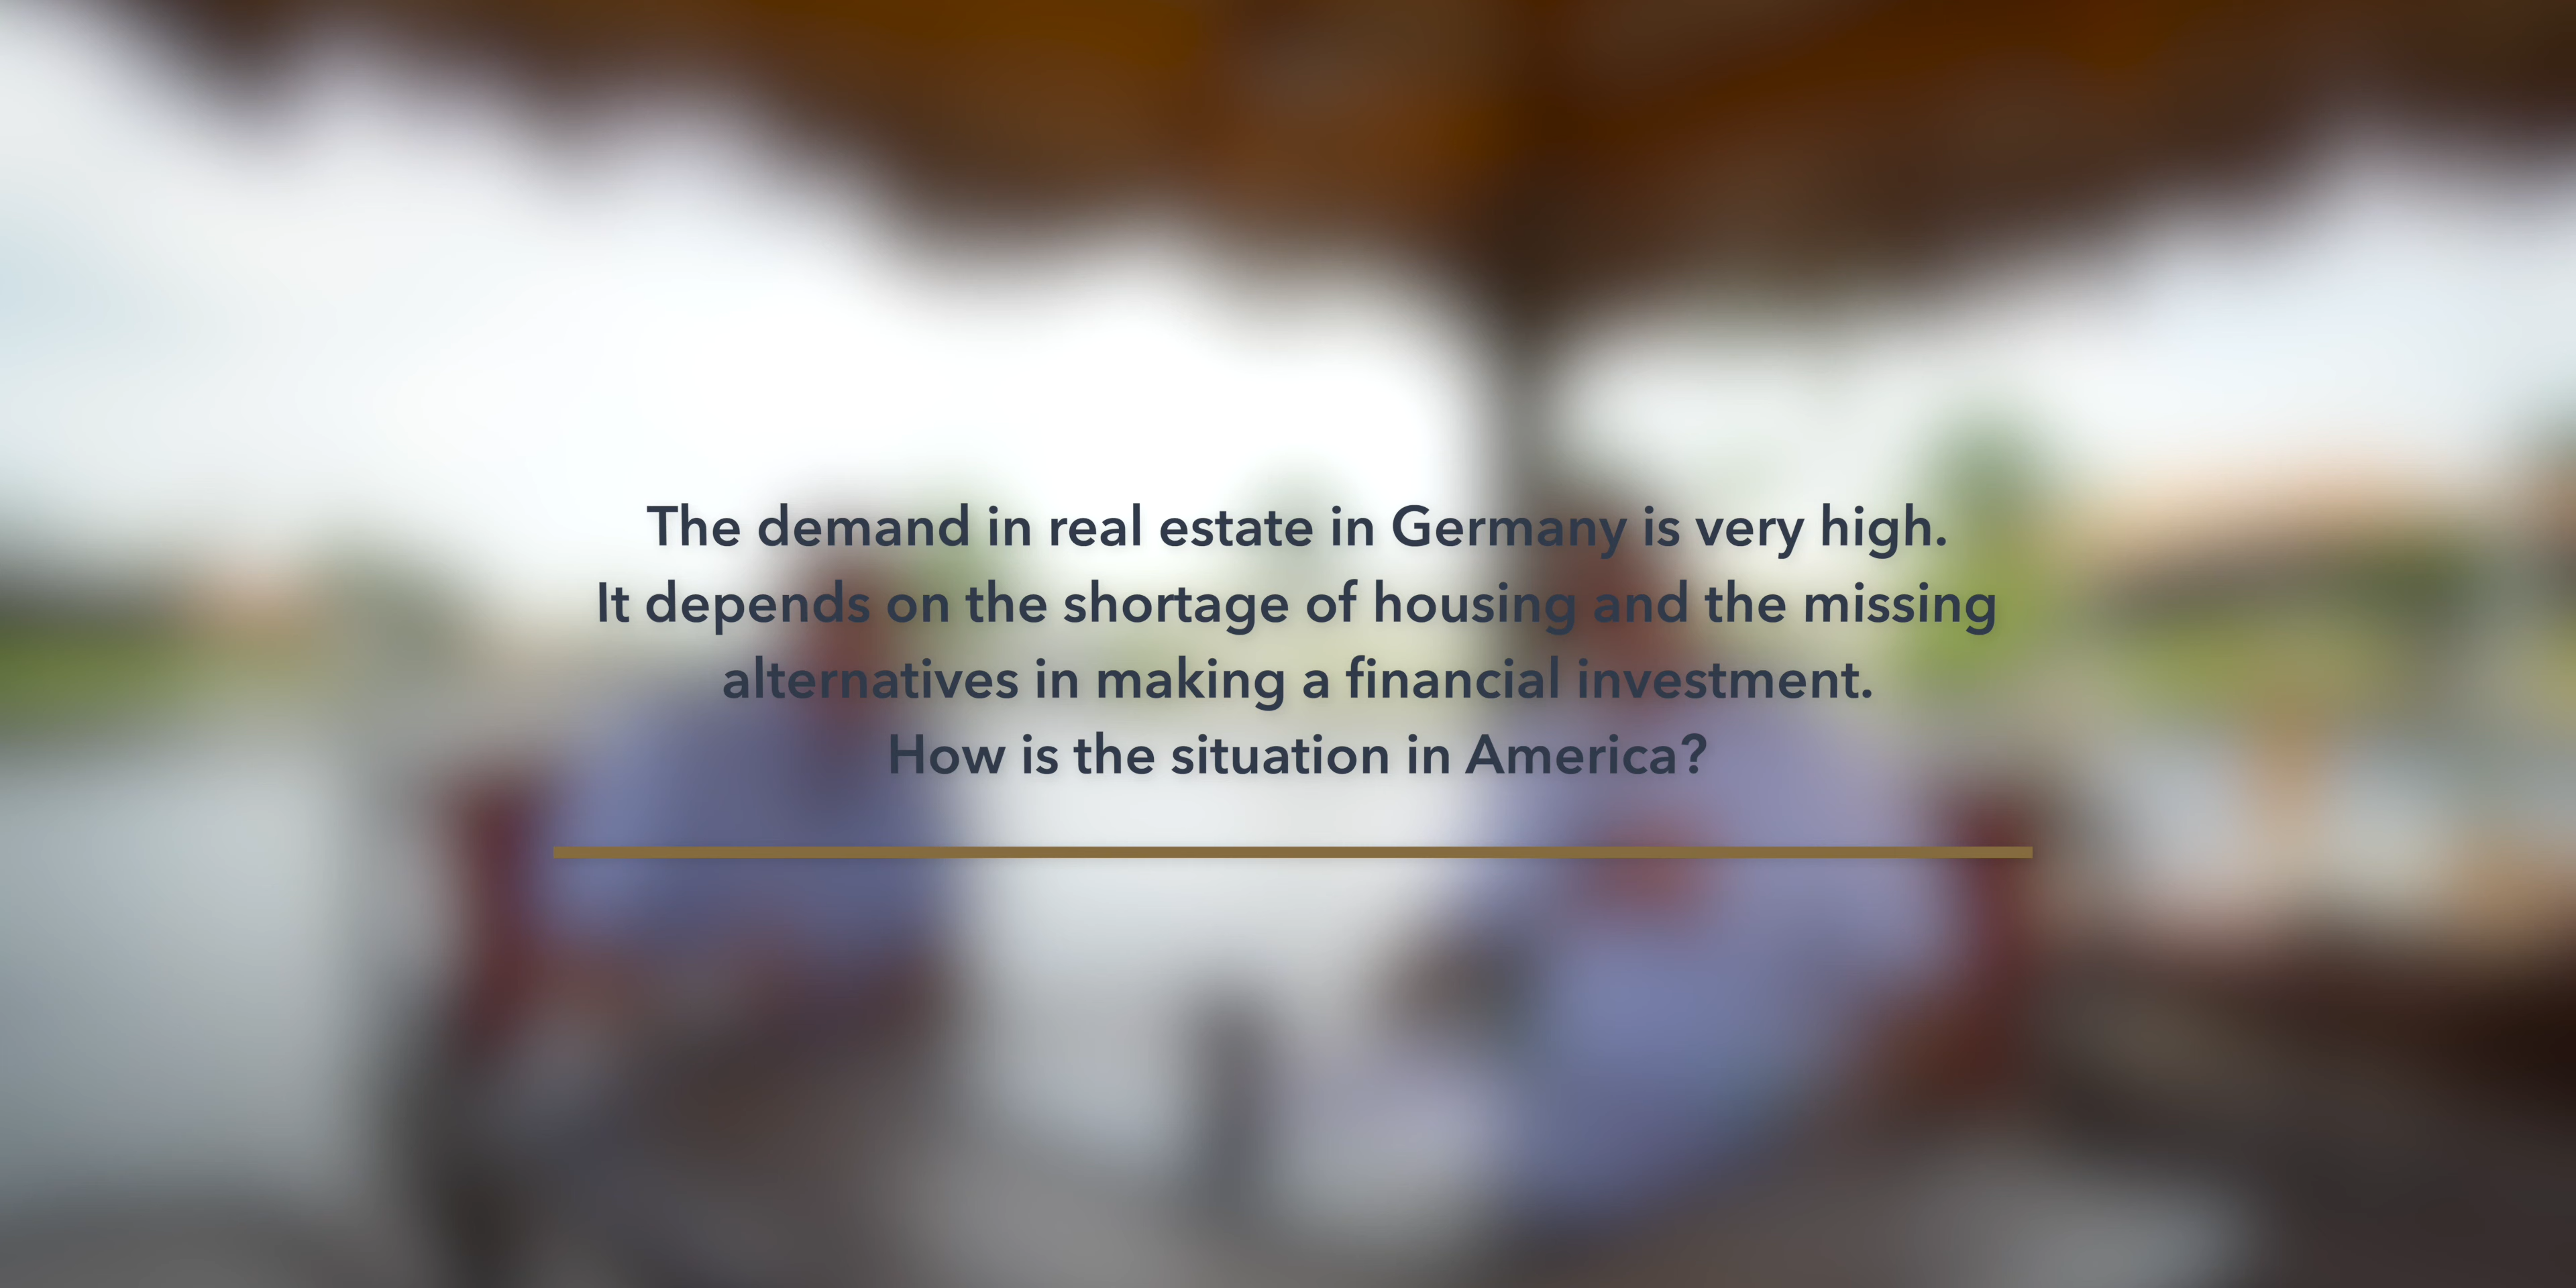 The demand in real estate in Germany is very high.
It depends on the shortage of housing and the missing
alternatives in making a financial investment.
How is the situation in America?